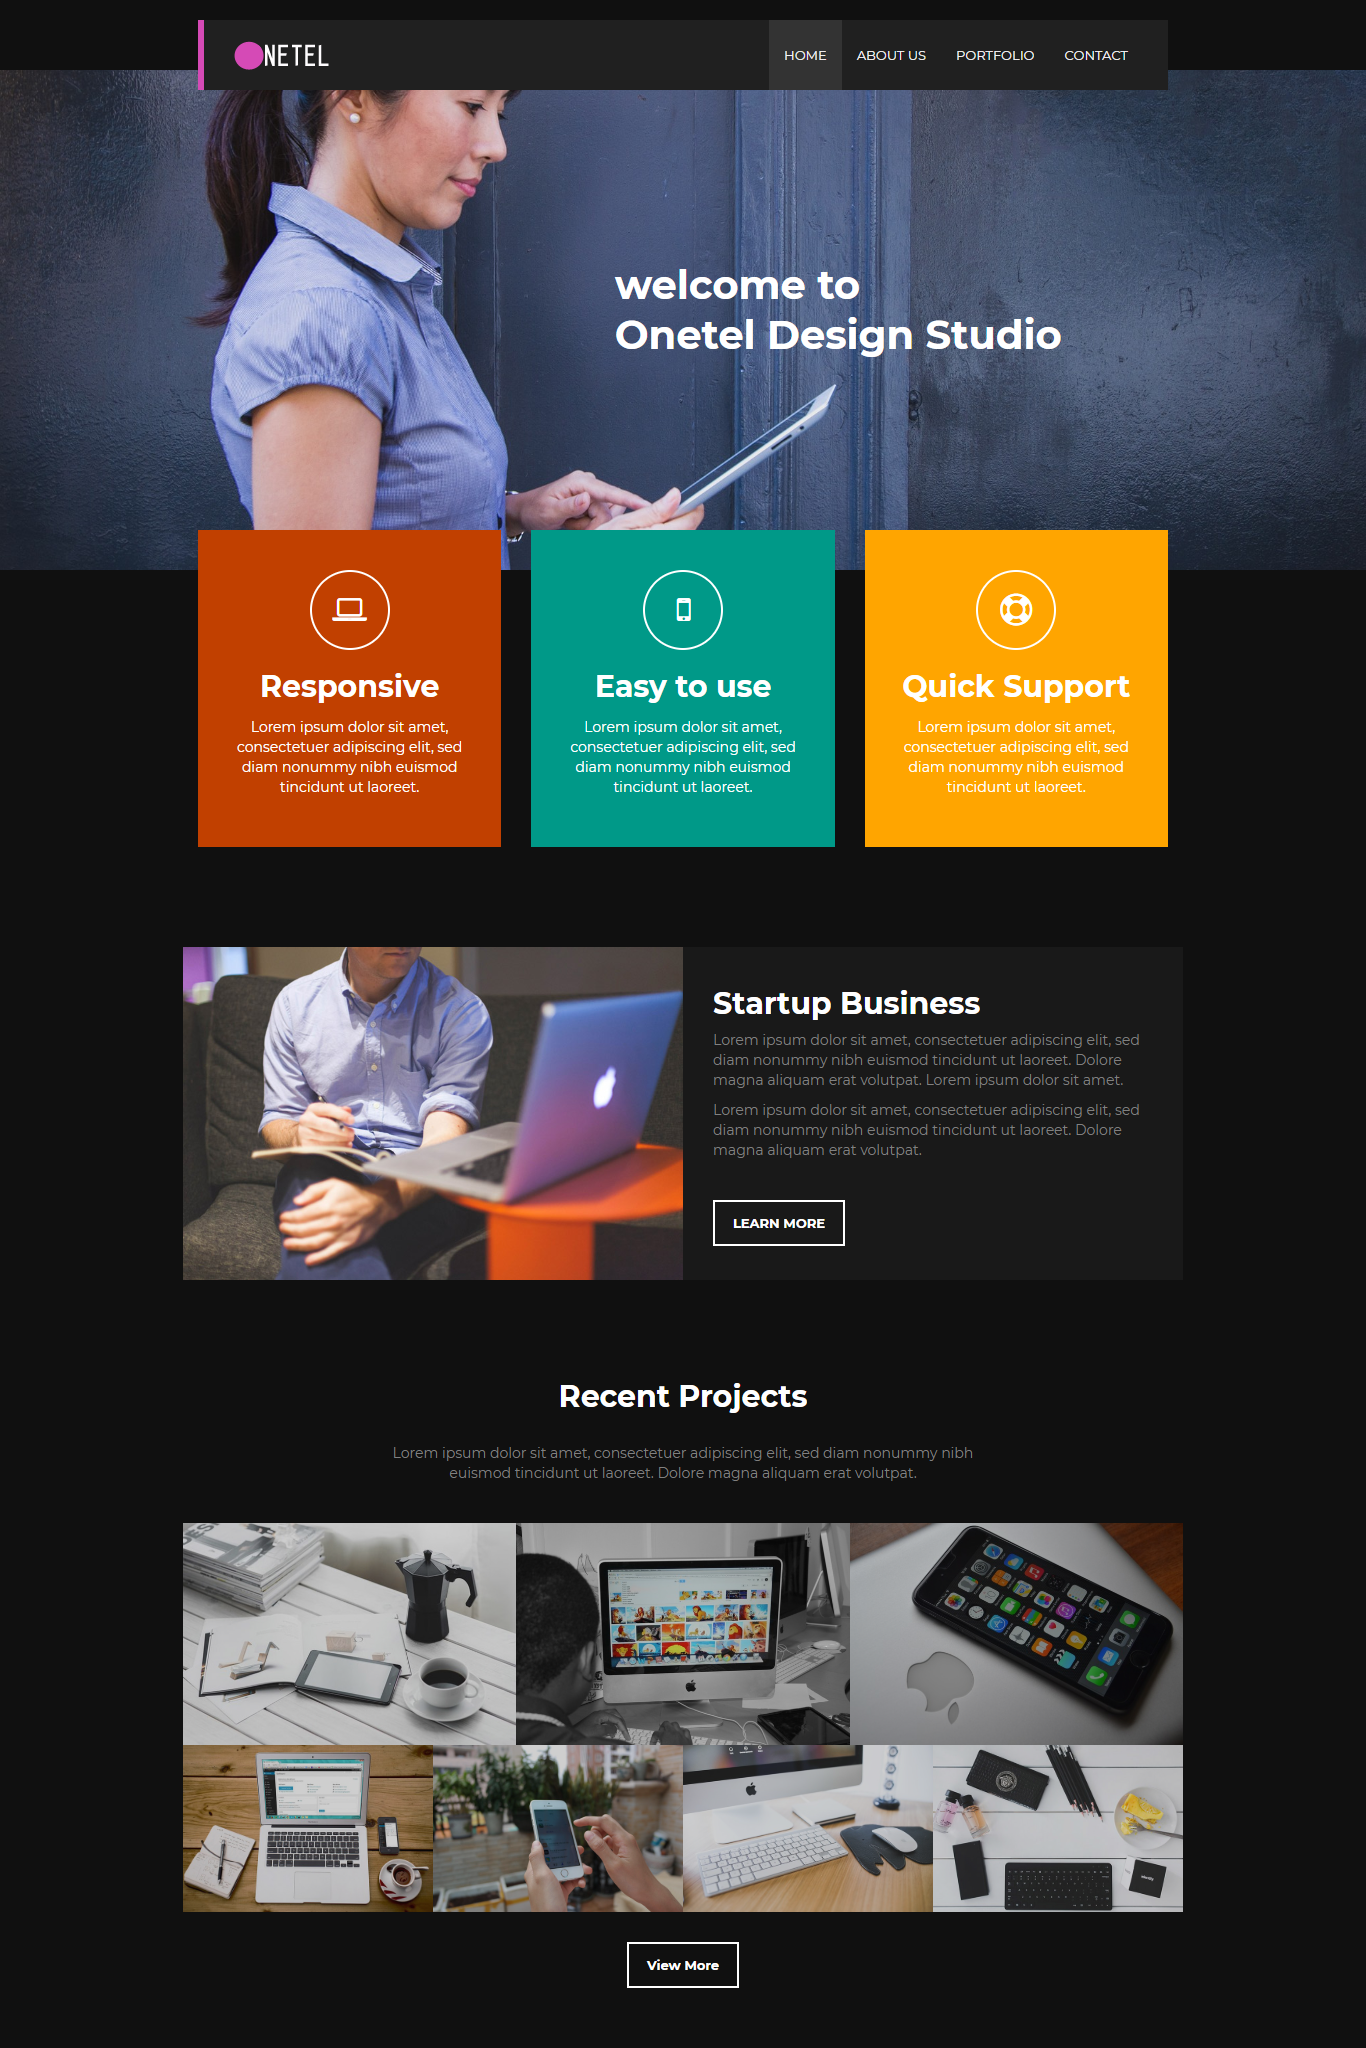 NETEL
HOME ABOUT US PORTFOLIO CONTACT
welcome to
Onetel Design Studio
Responsive
Lorem ipsum dolor sit amet,
consectetuer adipiscing elit, sed
diam nonummy nibh euismod
tincidunt ut laoreet.
Easy to use
Lorem ipsum dolor sit amet,
consectetuer adipiscing elit, sed
diam nonummy nibh euismod
tincidunt ut laoreet.
Quick Support
Lorem ipsum dolor sit amet,
consectetuer adipiscing elit, sed
diam nonummy nibh euismod
tincidunt ut laoreet.
Startup Business
Lorem ipsum dolor sit amet, consectetuer adipiscing elit, sed
diam nonummy nibh euismod tincidunt ut laoreet. Dolore
magna aliquam erat volutpat. Lorem ipsum dolor sit amet.
Lorem ipsum dolor sit amet, consectetuer adipiscing elit, sed
diam nonummy nibh euismod tincidunt ut laoreet. Dolore
magna aliquam erat volutpat.
LEARN MORE
Recent Projects
Lorem ipsum dolor sit amet, consectetuer adipiscing elit, sed diam nonummy nibh
euismod tincidunt ut laoreet. Dolore magna aliquam erat volutpat.
View More